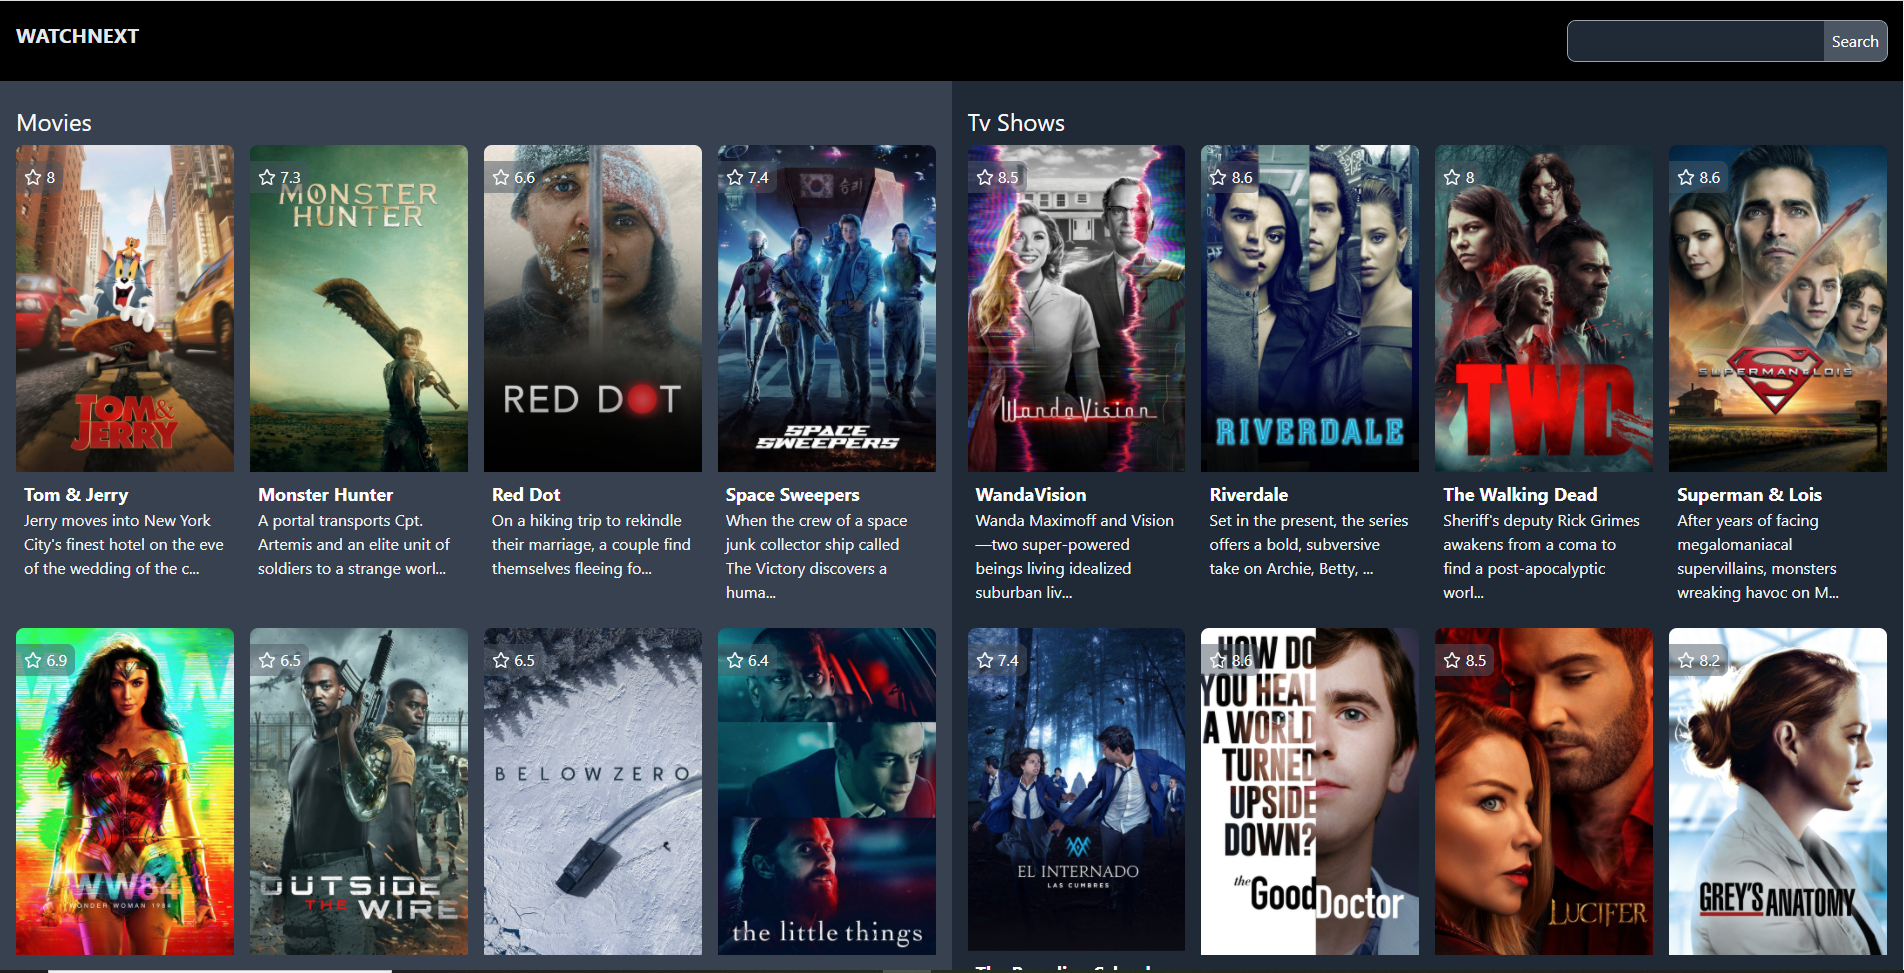 WATCHNEXT
Search
Movies
8
TOM &
JERRY
Tom & Jerry
Jerry moves into New York
City's finest hotel on the eve
of the wedding of the c...
7.3
MONSTER
HUNTER
Monster Hunter
A portal transports Cpt.
Artemis and an elite unit of
soldiers to a strange worl...
6.6
RED DOT
Red Dot
On a hiking trip to rekindle
their marriage, a couple find
themselves fleeing fo...
7.4
승리
SPACE
SWEEPERS
Space Sweepers
When the crew of a space
junk collector ship called
The Victory discovers a
huma...
6.9
WW84
WONDER WOMAN 1984
6.5
OUTSIDE
THE WIRE
6.5
BELOWZERO
6.4
the little things
Tv Shows
8.5
WandaVision
WandaVision
Wanda Maximoff and Vision
—two super-powered
beings living idealized
suburban liv...
8.6
RIVERDALE
Riverdale
Set in the present, the series
offers a bold, subversive
take on Archie, Betty, ...
8
TWD
The Walking Dead
Sheriff's deputy Rick Grimes
awakens from a coma to
find a post-apocalyptic
worl...
8.6
SUPERMAN & LOIS
Superman & Lois
After years of facing
megalomaniacal
supervillains, monsters
wreaking havoc on M...
7.4
EL INTERNADO
LAS CUMBRES
8.6
HOW DO
YOU HEAL
A WORLD
TURNED
UPSIDE
DOWN?
the Good Doctor
8.5
LUCIFER
8.2
GREY'S ANATOMY